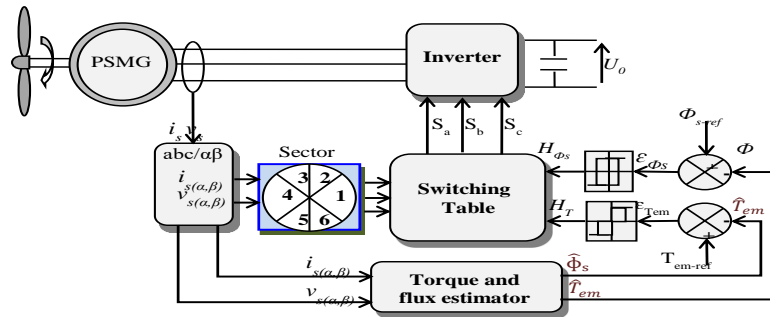 PSMG
Inverter
U0
is vs
Sa
Sb
Sc
Φs-ref
abc/αβ
is(α,β)
vs(α,β)
Sector
3 2
4 1
5 6
Switching
Table
HΦs
εΦs
Φ
HT
εTem
T̂em
Tem-ref
is(α,β)
vs(α,β)
Torque and
flux estimator
Φ̂s
T̂em